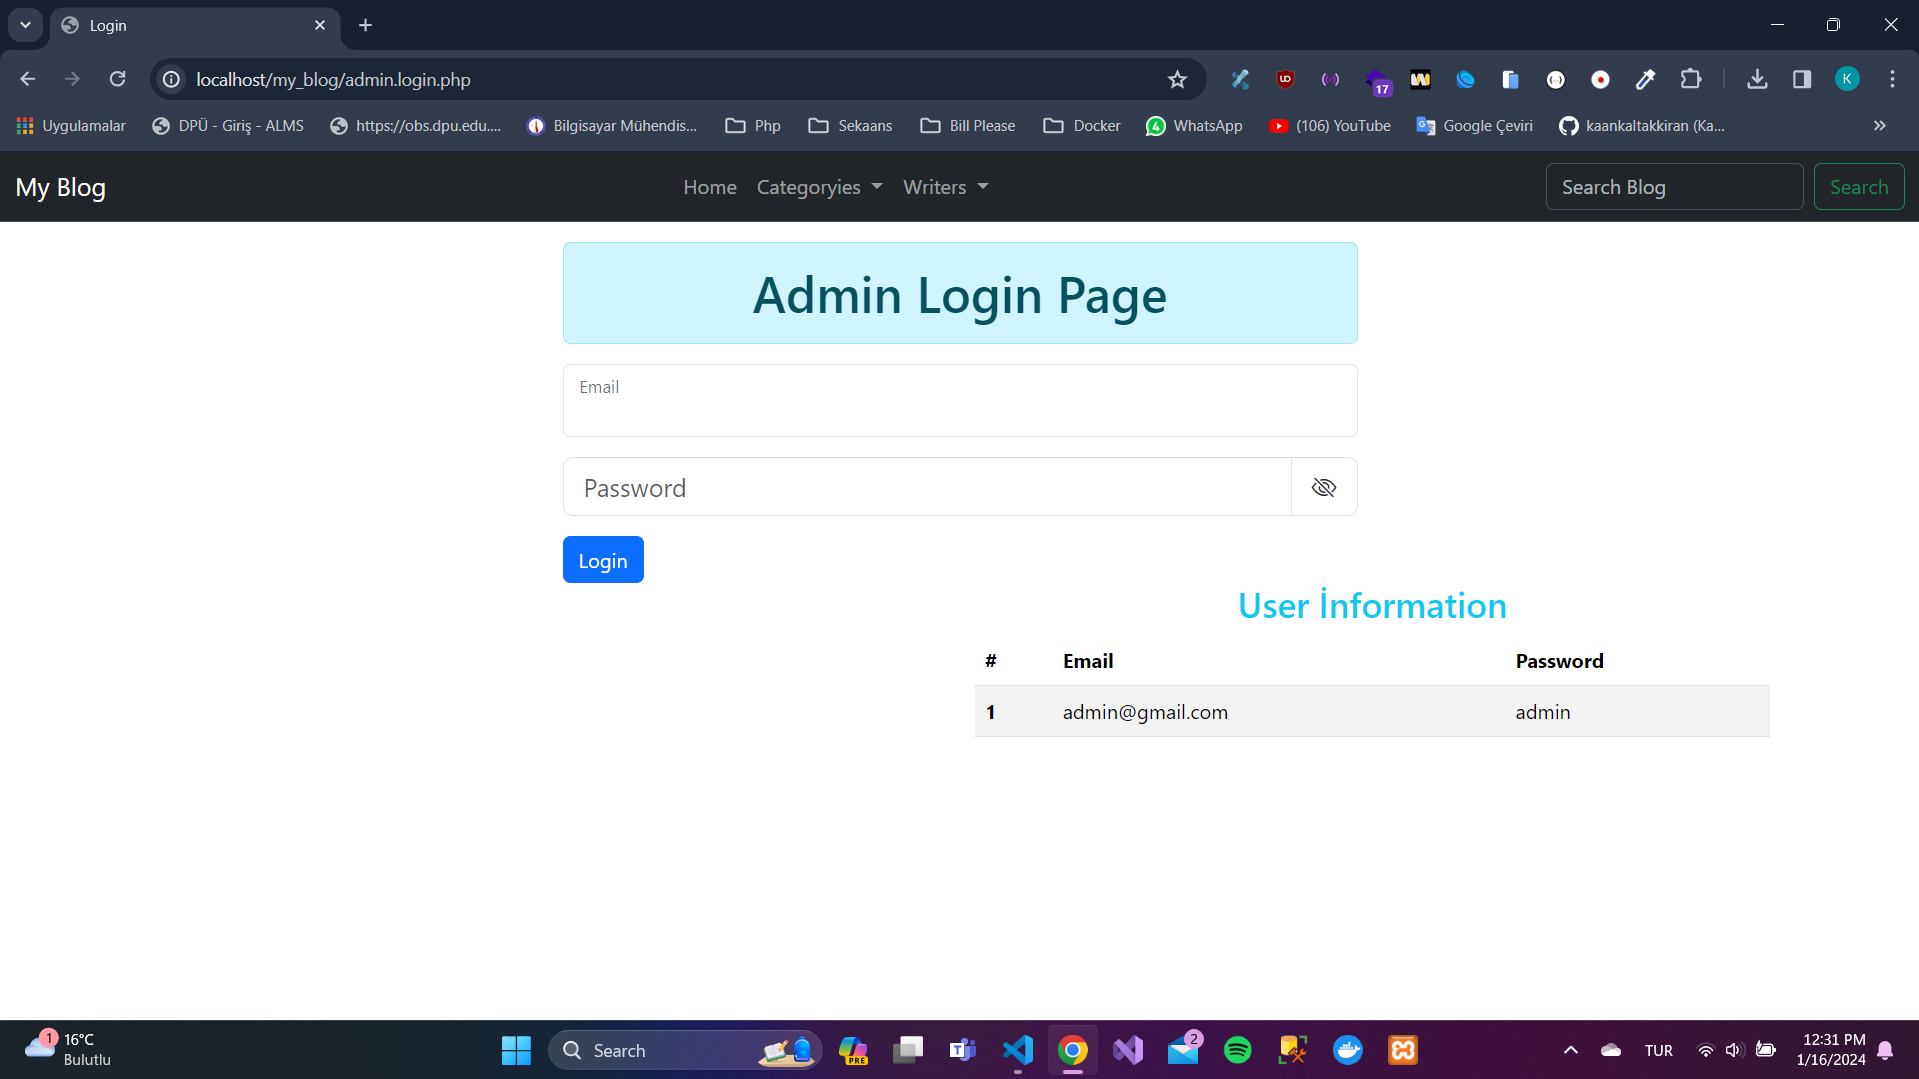 Login
localhost/my_blog/admin.login.php
UO
17
K
Uygulamalar
DPÜ - Giriş - ALMS
https://obs.dpu.edu....
Bilgisayar Mühendis...
Php
Sekaans
Bill Please
Docker
4
WhatsApp
(106) YouTube
Google Çeviri
kaankaltakkiran (Ka...
My Blog
Home
Categoryies
Writers
Search Blog
Search
Admin Login Page
Email
Password
Login
User İnformation
# Email Password
1 admin@gmail.com admin
1
16°C
Bulutlu
Search
PRE
2
TUR
12:31 PM
1/16/2024